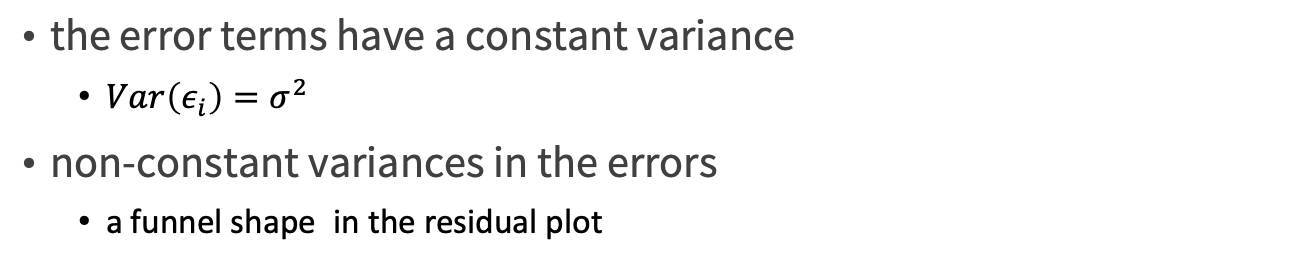 • the error terms have a constant variance
• Var(ϵᵢ) = σ²
• non-constant variances in the errors
• a funnel shape  in the residual plot